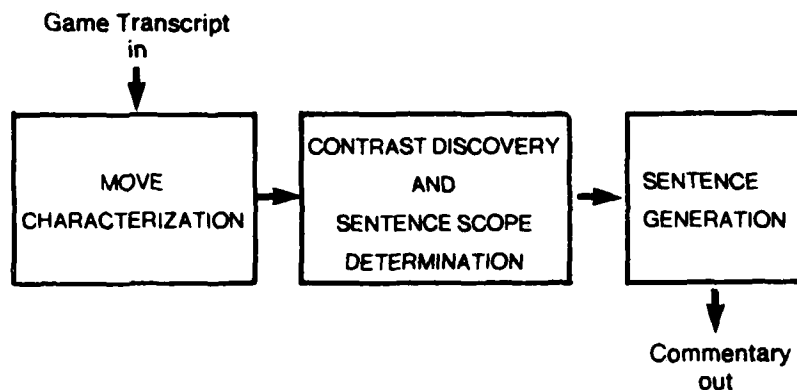 Game Transcript
in
MOVE
CHARACTERIZATION
CONTRAST DISCOVERY
AND
SENTENCE SCOPE
DETERMINATION
SENTENCE
GENERATION
Commentary
out